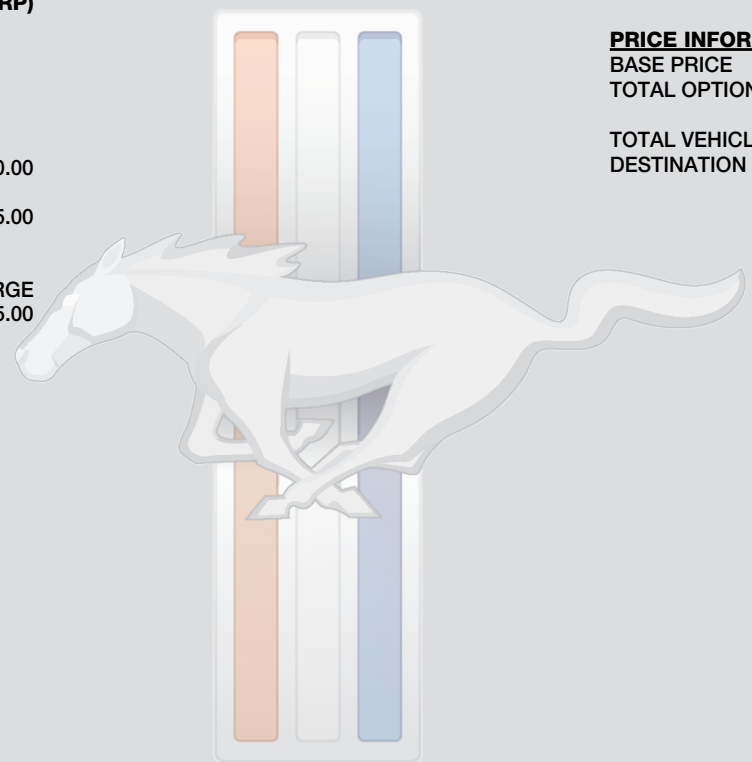 RP)
0.00
5.00
RGE
5.00
PRICE INFOR
BASE PRICE
TOTAL OPTION
TOTAL VEHICL
DESTINATION